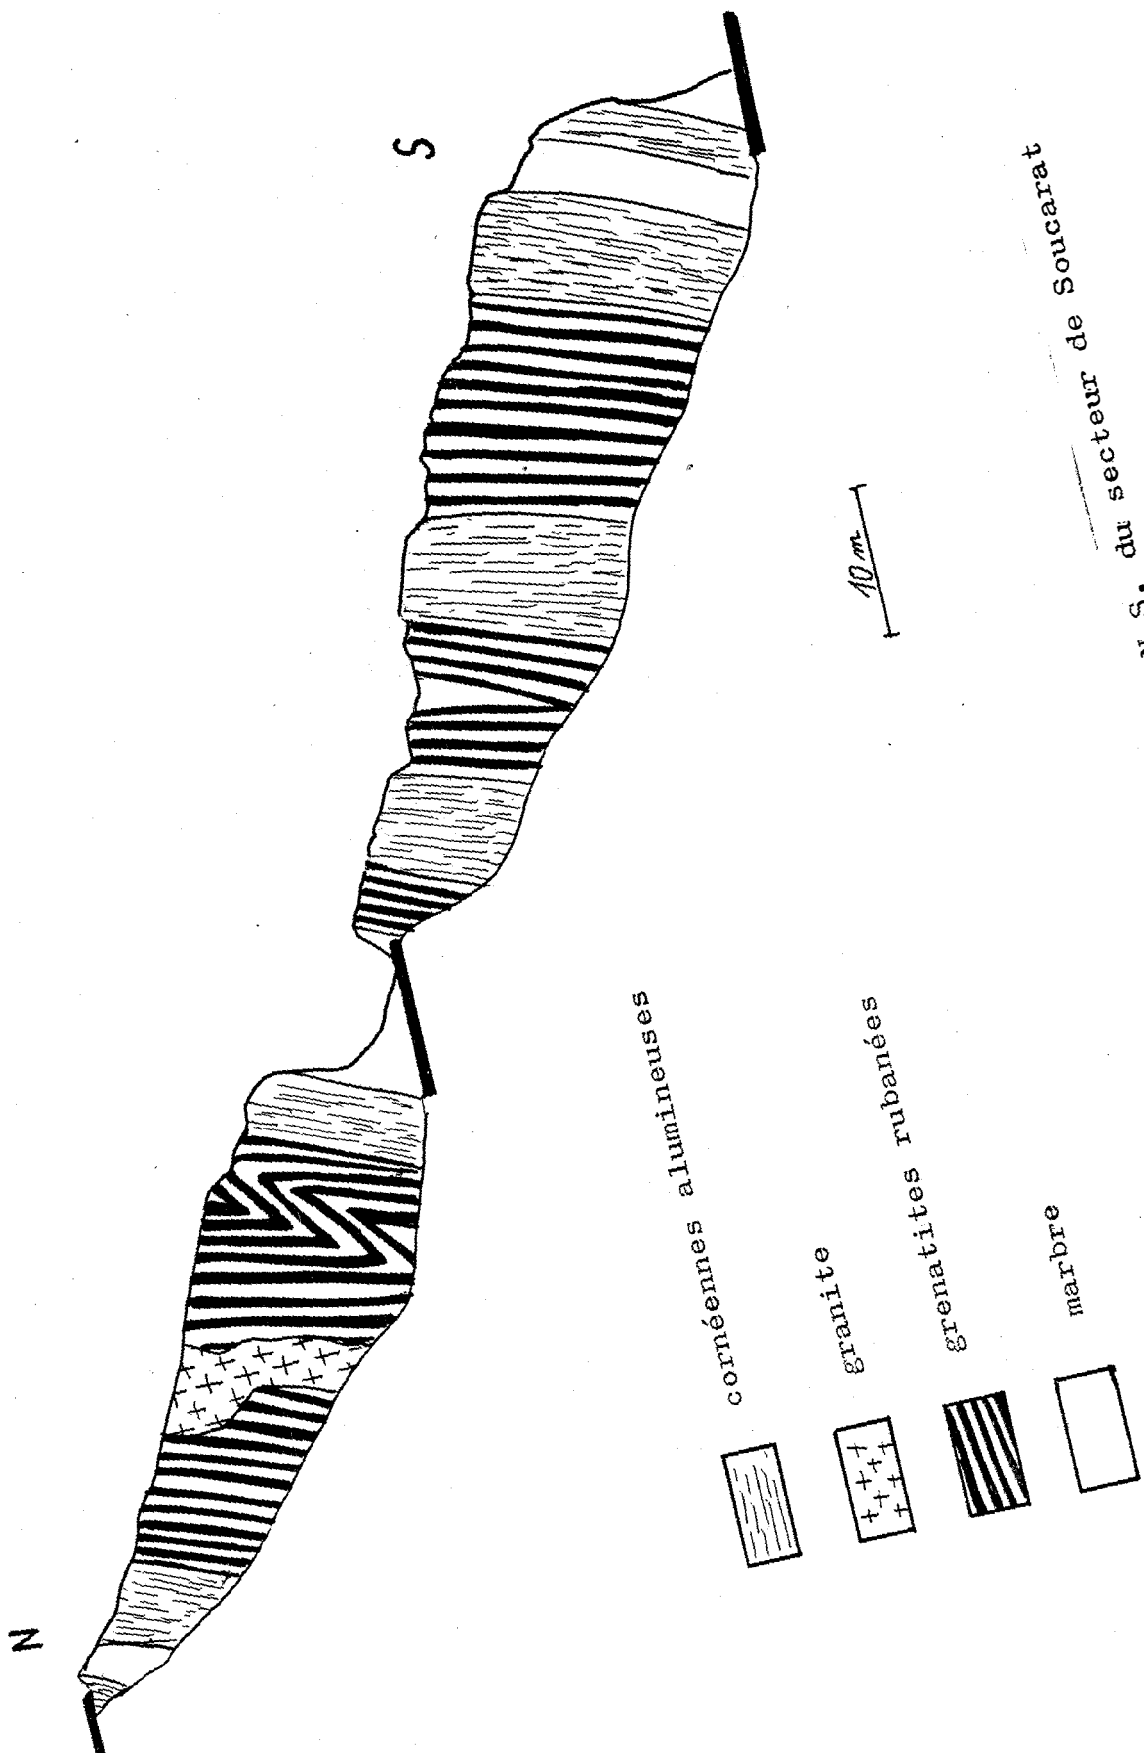 N
S
10 m
cornéennes alumineuses
granite
grenatites rubanées
marbre
S. du secteur de Soucarat